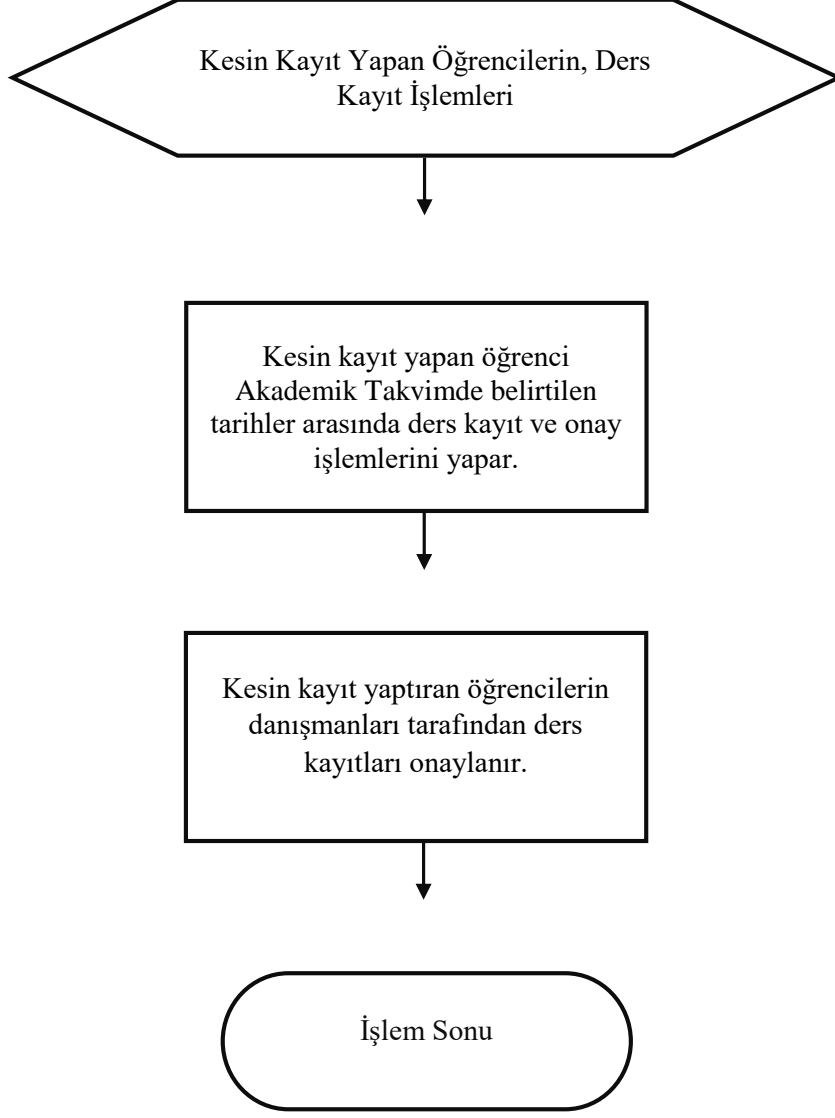 Kesin Kayıt Yapan Öğrencilerin, Ders
Kayıt İşlemleri
Kesin kayıt yapan öğrenci
Akademik Takvimde belirtilen
tarihler arasında ders kayıt ve onay
işlemlerini yapar.
Kesin kayıt yaptıran öğrencilerin
danışmanları tarafından ders
kayıtları onaylanır.
İşlem Sonu